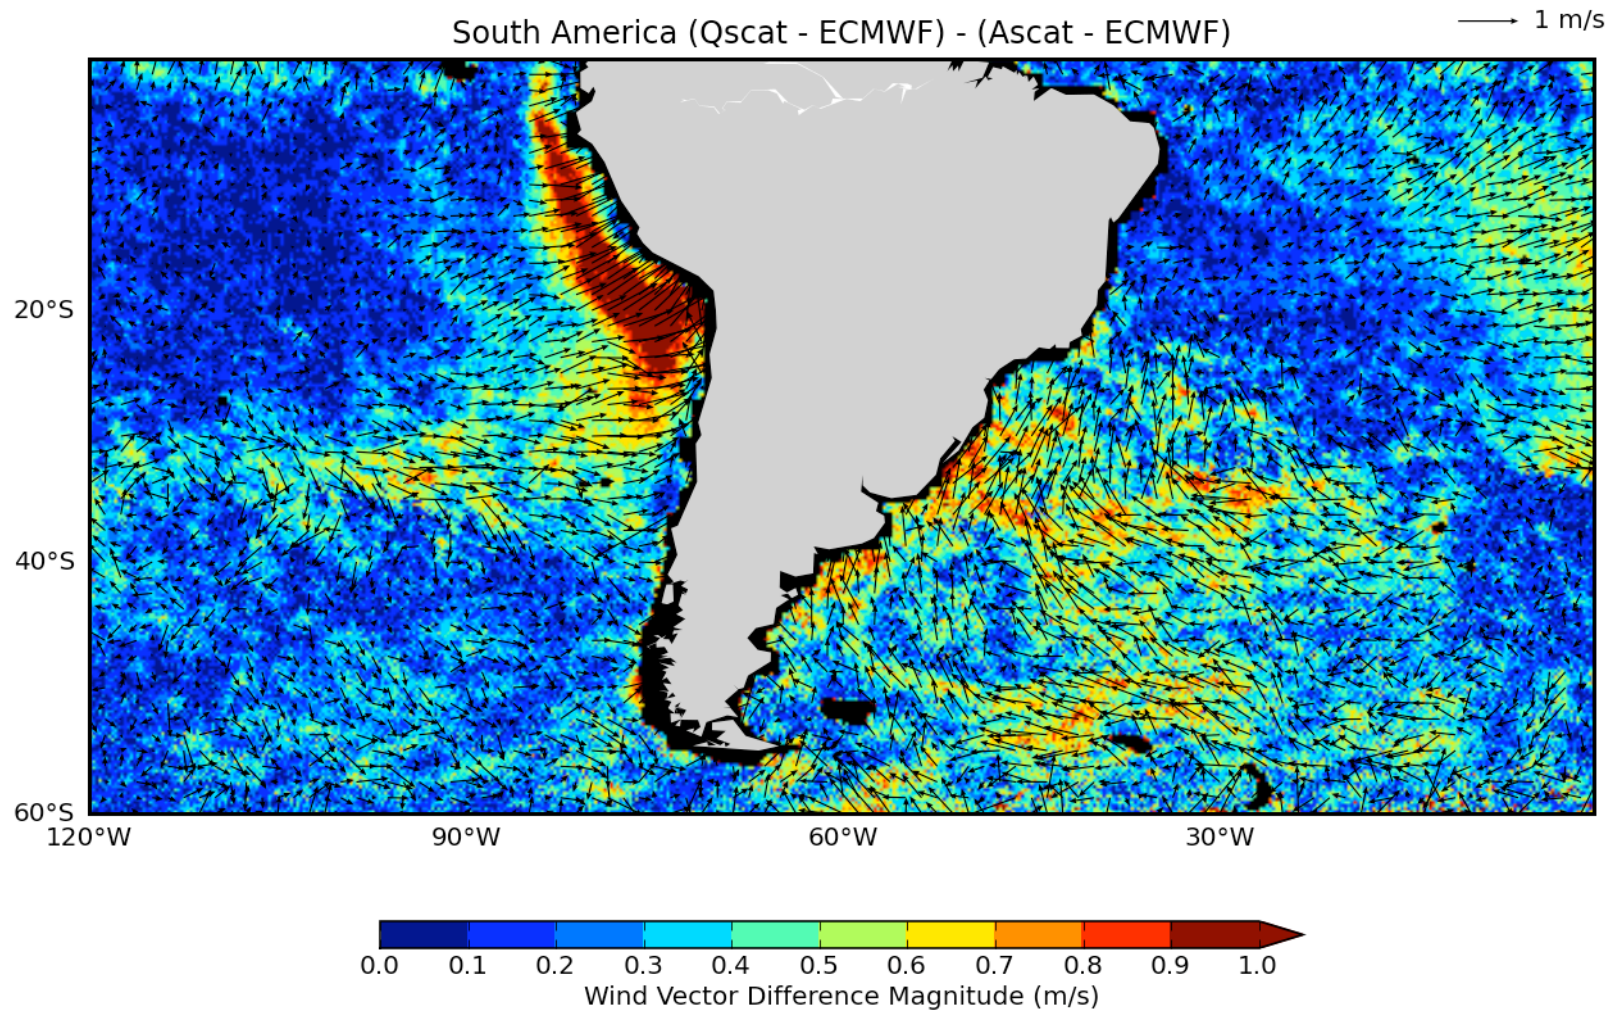 South America (Qscat - ECMWF) - (Ascat - ECMWF)
1 m/s
20°S
40°S
60°S
120°W 90°W 60°W 30°W
0.0 0.1 0.2 0.3 0.4 0.5 0.6 0.7 0.8 0.9 1.0
Wind Vector Difference Magnitude (m/s)